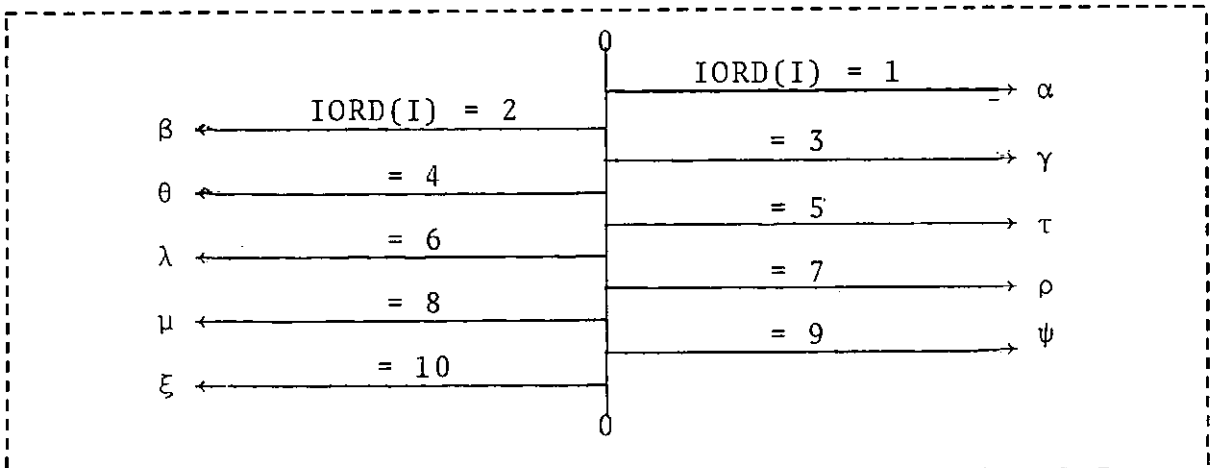 0
IORD(I) = 1 α
β IORD(I) = 2
= 3 γ
θ = 4
= 5 τ
λ = 6
= 7 ρ
μ = 8
= 9 ψ
ξ = 10
0